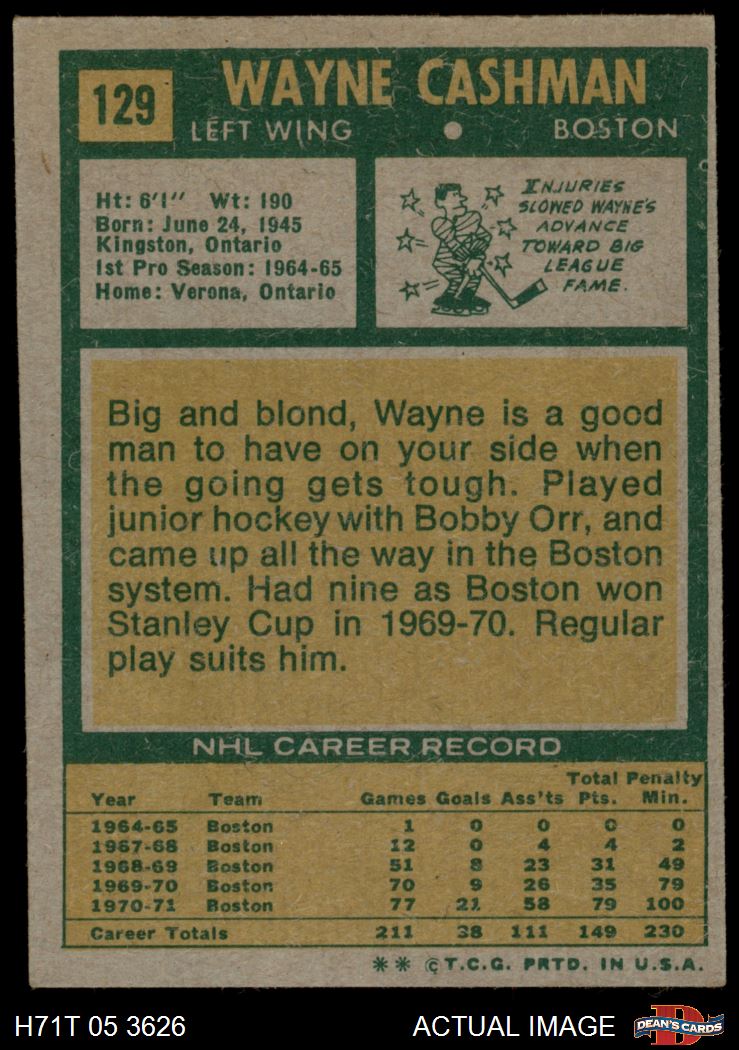 129
WAYNE CASHMAN
LEFT WING • BOSTON
Ht: 6'1" Wt: 190
Born: June 24, 1945
Kingston, Ontario
1st Pro Season: 1964-65
Home: Verona, Ontario
INJURIES
SLOWED WAYNE'S
ADVANCE
TOWARD BIG
LEAGUE
FAME.
Big and blond, Wayne is a good
man to have on your side when
the going gets tough. Played
junior hockey with Bobby Orr, and
came up all the way in the Boston
system. Had nine as Boston won
Stanley Cup in 1969-70. Regular
play suits him.
NHL CAREER RECORD
Total Penalty
Year Team Games Goals Ass'ts Pts. Min.
1964-65 Boston 1 0 0 0 0
1967-68 Boston 12 0 4 4 2
1968-69 Boston 51 8 23 31 49
1969-70 Boston 70 9 26 35 79
1970-71 Boston 77 21 58 79 100
Career Totals 211 38 111 149 230
** © T.C.G. PRTD. IN U.S.A.
H71T 05 3626 ACTUAL IMAGE
D
DEAN'S CARDS